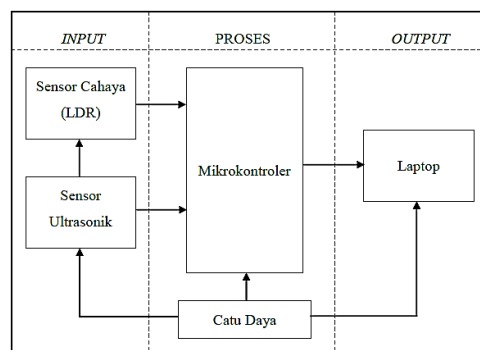 INPUT
PROSES
OUTPUT
Sensor Cahaya
(LDR)
Sensor
Ultrasonik
Mikrokontroler
Laptop
Catu Daya